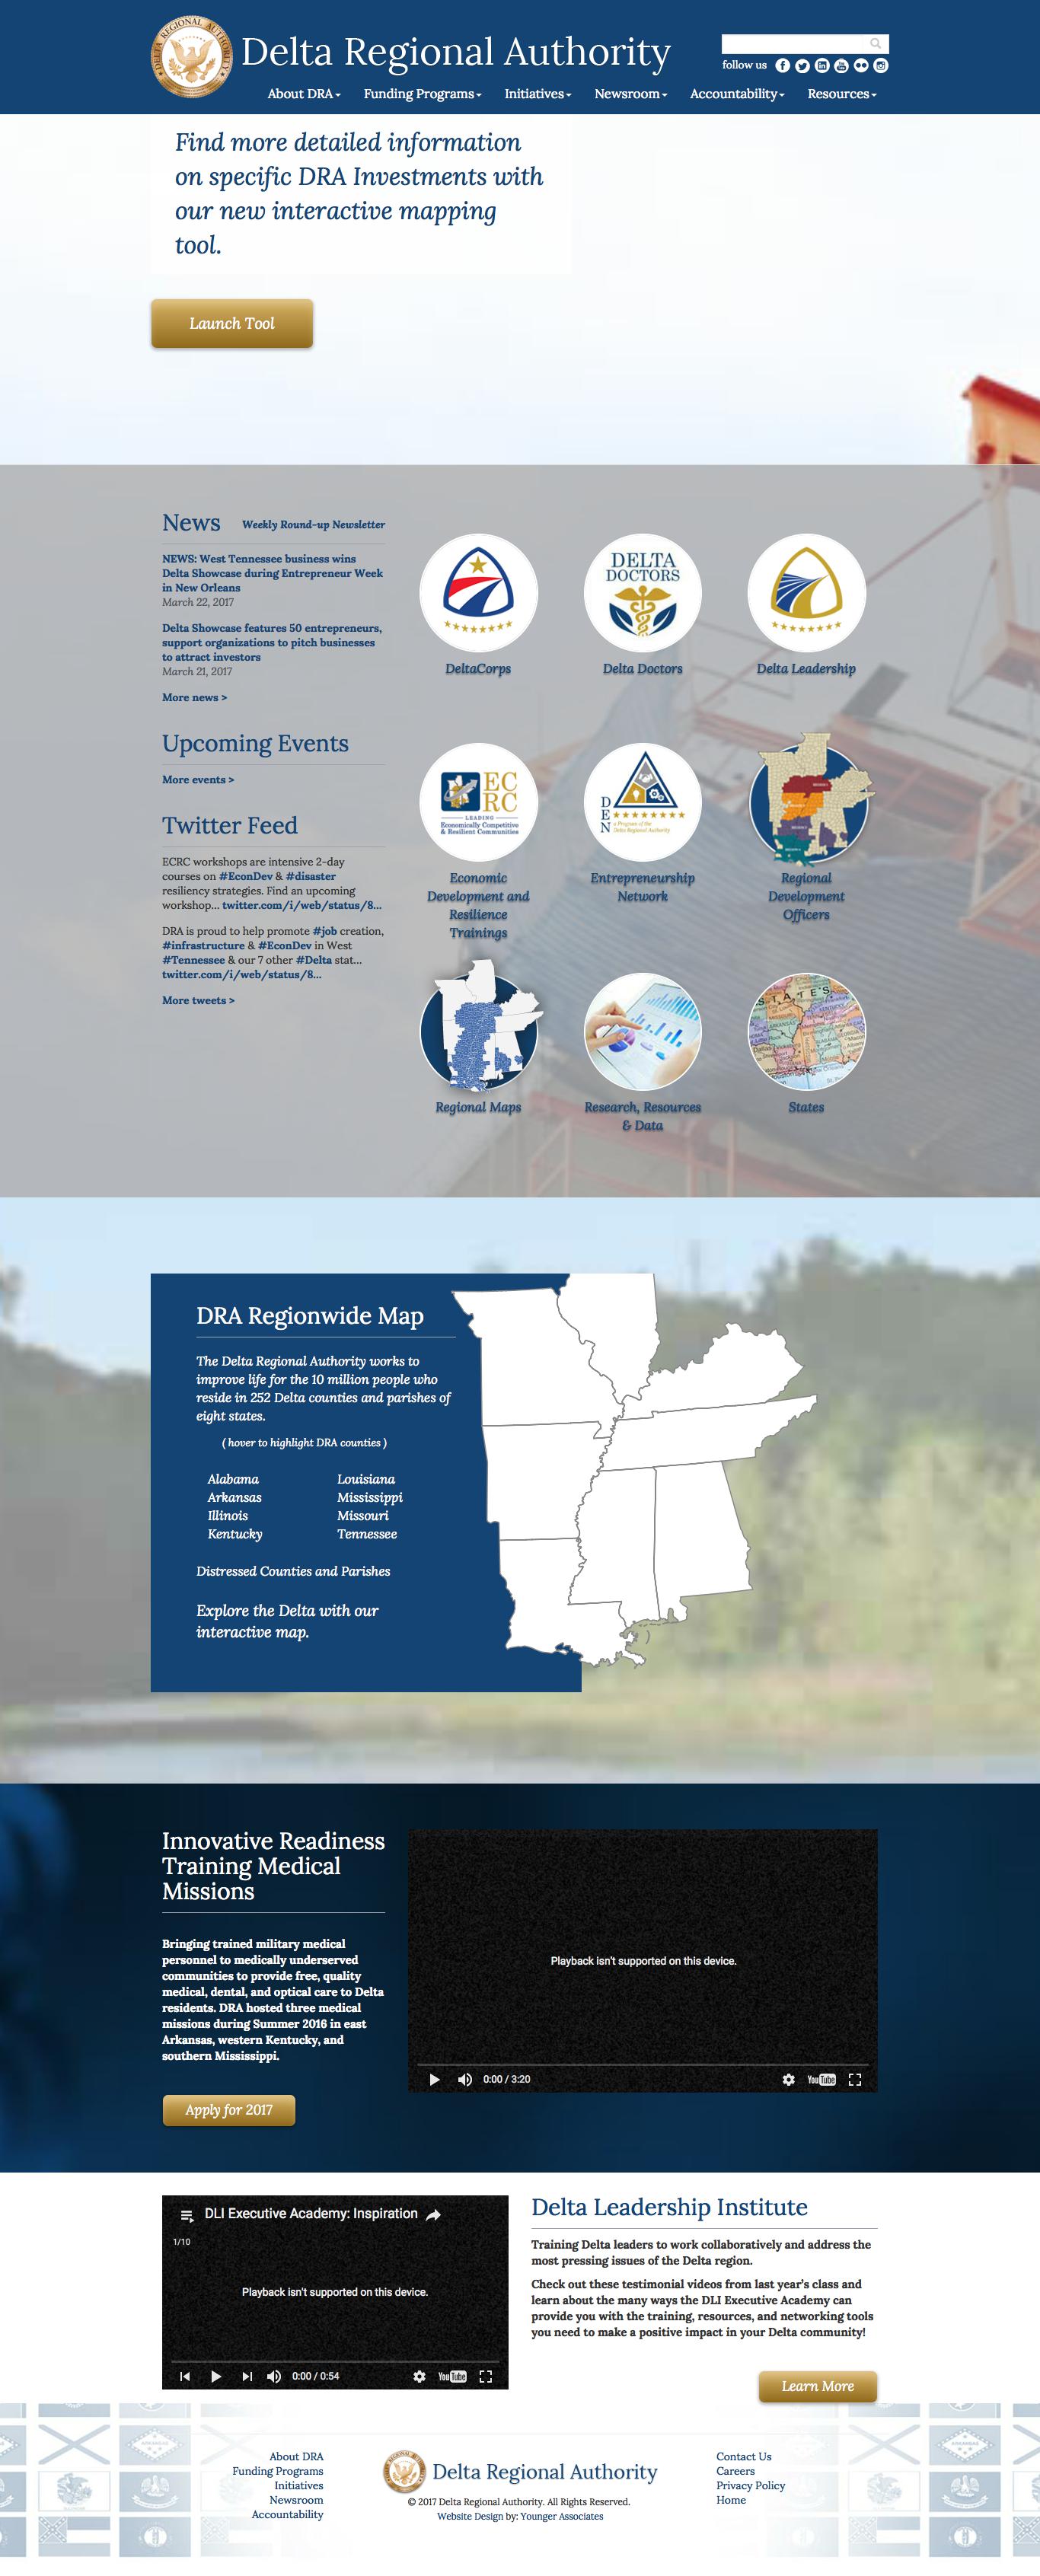 DELTA REGIONAL AUTHORITY
Delta Regional Authority
follow us
About DRA
Funding Programs
Initiatives
Newsroom
Accountability
Resources
Find more detailed information
on specific DRA Investments with
our new interactive mapping
tool.
Launch Tool
News
Weekly Round-up Newsletter
NEWS: West Tennessee business wins
Delta Showcase during Entrepreneur Week
in New Orleans
March 22, 2017
Delta Showcase features 50 entrepreneurs,
support organizations to pitch businesses
to attract investors
March 21, 2017
More news >
Upcoming Events
More events >
Twitter Feed
ECRC workshops are intensive 2-day
courses on #EconDev & #disaster
resiliency strategies. Find an upcoming
workshop... twitter.com/i/web/status/8...
DRA is proud to help promote #job creation,
#infrastructure & #EconDev in West
#Tennessee & our 7 other #Delta stat...
twitter.com/i/web/status/8...
More tweets >
DeltaCorps
DELTA
DOCTORS
Delta Doctors
Delta Leadership
EC
RC
LEADING
Economically Competitive
& Resilient Communities
Economic
Development and
Resilience
Trainings
DEN
a Program of the
Delta Regional Authority
Entrepreneurship
Network
Regional
Development
Officers
Regional Maps
Research, Resources
& Data
STATES
States
DRA Regionwide Map
The Delta Regional Authority works to
improve life for the 10 million people who
reside in 252 Delta counties and parishes of
eight states.
( hover to highlight DRA counties )
Alabama
Arkansas
Illinois
Kentucky
Louisiana
Mississippi
Missouri
Tennessee
Distressed Counties and Parishes
Explore the Delta with our
interactive map.
Innovative Readiness
Training Medical
Missions
Bringing trained military medical
personnel to medically underserved
communities to provide free, quality
medical, dental, and optical care to Delta
residents. DRA hosted three medical
missions during Summer 2016 in east
Arkansas, western Kentucky, and
southern Mississippi.
Apply for 2017
Playback isn't supported on this device.
0:00 / 3:20
YouTube
DLI Executive Academy: Inspiration
1/10
Playback isn't supported on this device.
0:00 / 0:54
YouTube
Delta Leadership Institute
Training Delta leaders to work collaboratively and address the
most pressing issues of the Delta region.
Check out these testimonial videos from last year's class and
learn about the many ways the DLI Executive Academy can
provide you with the training, resources, and networking tools
you need to make a positive impact in your Delta community!
Learn More
About DRA
Funding Programs
Initiatives
Newsroom
Accountability
Delta Regional Authority
© 2017 Delta Regional Authority. All Rights Reserved.
Website Design by: Younger Associates
Contact Us
Careers
Privacy Policy
Home